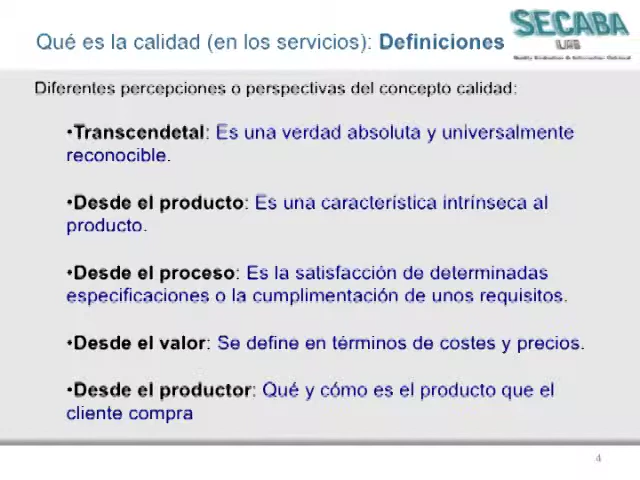 Qué es la calidad (en los servicios): Definiciones
SECABA
LAB
Diferentes percepciones o perspectivas del concepto calidad:
•Transcendetal: Es una verdad absoluta y universalmente
reconocible.
•Desde el producto: Es una característica intrínseca al
producto.
•Desde el proceso: Es la satisfacción de determinadas
especificaciones o la cumplimentación de unos requisitos.
•Desde el valor: Se define en términos de costes y precios.
•Desde el productor: Qué y cómo es el producto que el
cliente compra
4